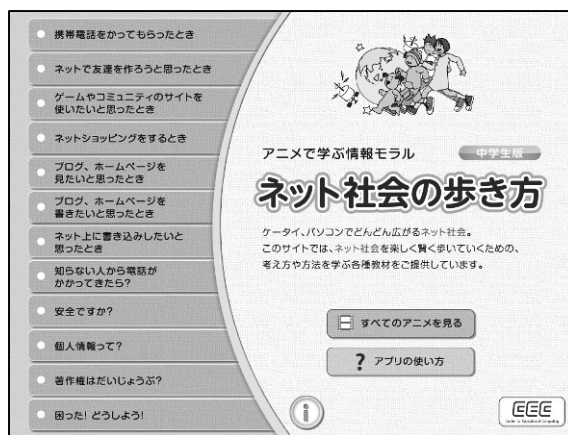 携帯電話をかってもらったとき
ネットで友達を作ろうと思ったとき
ゲームやコミュニティのサイトを
使いたいと思ったとき
ネットショッピングをするとき
ブログ、ホームページを
見たいと思ったとき
ブログ、ホームページを
書きたいと思ったとき
ネット上に書き込みしたいと
思ったとき
知らない人から電話が
かかってきたら?
安全ですか?
個人情報って?
著作権はだいじょうぶ?
困った! どうしよう!
アニメで学ぶ情報モラル
中学生版
ネット社会の歩き方
ケータイ、パソコンでどんどん広がるネット社会。
このサイトでは、ネット社会を楽しく賢く歩いていくための、
考え方や方法を学ぶ各種教材をご提供しています。
すべてのアニメを見る
? アプリの使い方
i
CEC